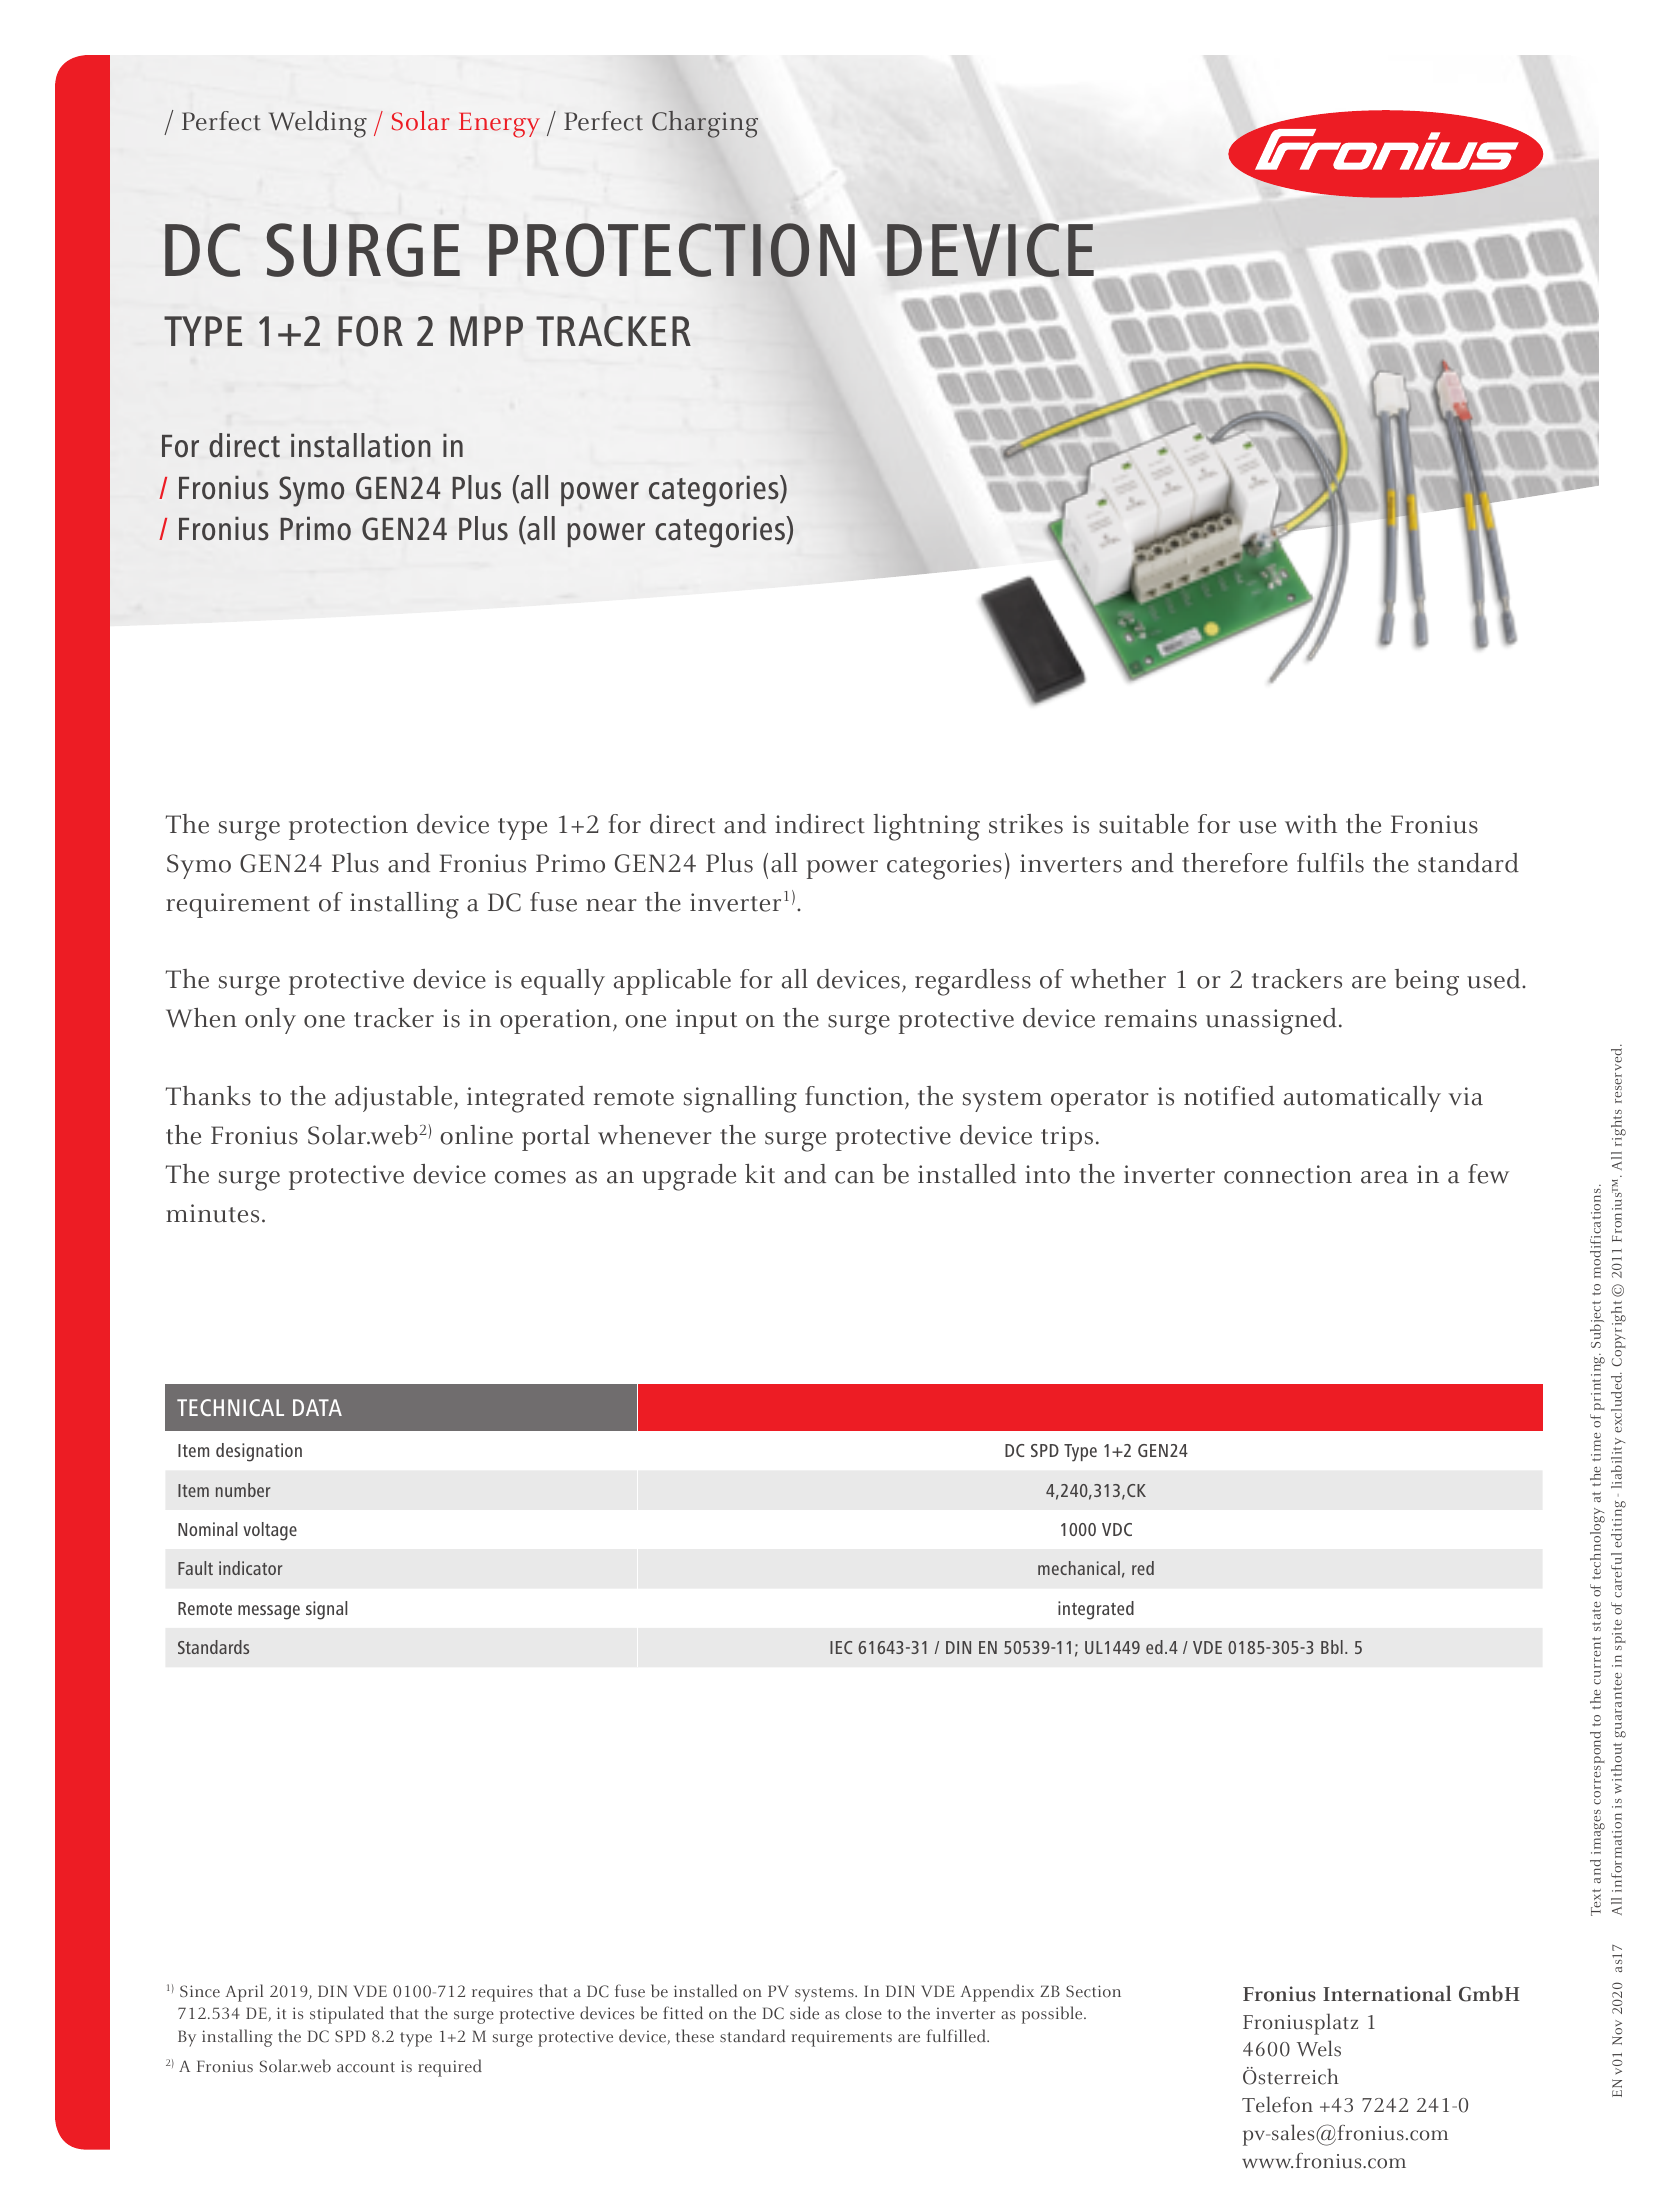 / Perfect Welding / Solar Energy / Perfect Charging
Fronius
DC SURGE PROTECTION DEVICE
TYPE 1+2 FOR 2 MPP TRACKER
For direct installation in
/ Fronius Symo GEN24 Plus (all power categories)
/ Fronius Primo GEN24 Plus (all power categories)
The surge protection device type 1+2 for direct and indirect lightning strikes is suitable for use with the Fronius
Symo GEN24 Plus and Fronius Primo GEN24 Plus (all power categories) inverters and therefore fulfils the standard
requirement of installing a DC fuse near the inverter¹⁾.
The surge protective device is equally applicable for all devices, regardless of whether 1 or 2 trackers are being used.
When only one tracker is in operation, one input on the surge protective device remains unassigned.
Thanks to the adjustable, integrated remote signalling function, the system operator is notified automatically via
the Fronius Solar.web²⁾ online portal whenever the surge protective device trips.
The surge protective device comes as an upgrade kit and can be installed into the inverter connection area in a few
minutes.
TECHNICAL DATA
Item designation DC SPD Type 1+2 GEN24
Item number 4,240,313,CK
Nominal voltage 1000 VDC
Fault indicator mechanical, red
Remote message signal integrated
Standards IEC 61643-31 / DIN EN 50539-11; UL1449 ed.4 / VDE 0185-305-3 Bbl. 5
¹⁾ Since April 2019, DIN VDE 0100-712 requires that a DC fuse be installed on PV systems. In DIN VDE Appendix ZB Section
712.534 DE, it is stipulated that the surge protective devices be fitted on the DC side as close to the inverter as possible.
By installing the DC SPD 8.2 type 1+2 M surge protective device, these standard requirements are fulfilled.
²⁾ A Fronius Solar.web account is required
Fronius International GmbH
Froniusplatz 1
4600 Wels
Österreich
Telefon +43 7242 241-0
pv-sales@fronius.com
www.fronius.com
Text and images correspond to the current state of technology at the time of printing. Subject to modifications.
All information is without guarantee in spite of careful editing - liability excluded. Copyright © 2011 Fronius™. All rights reserved.
EN v01 Nov 2020 as17